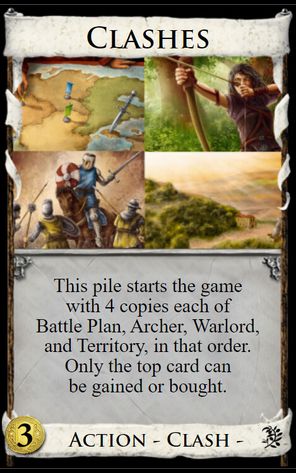 CLASHES
This pile starts the game
with 4 copies each of
Battle Plan, Archer, Warlord,
and Territory, in that order.
Only the top card can
be gained or bought.
3 ACTION - CLASH -